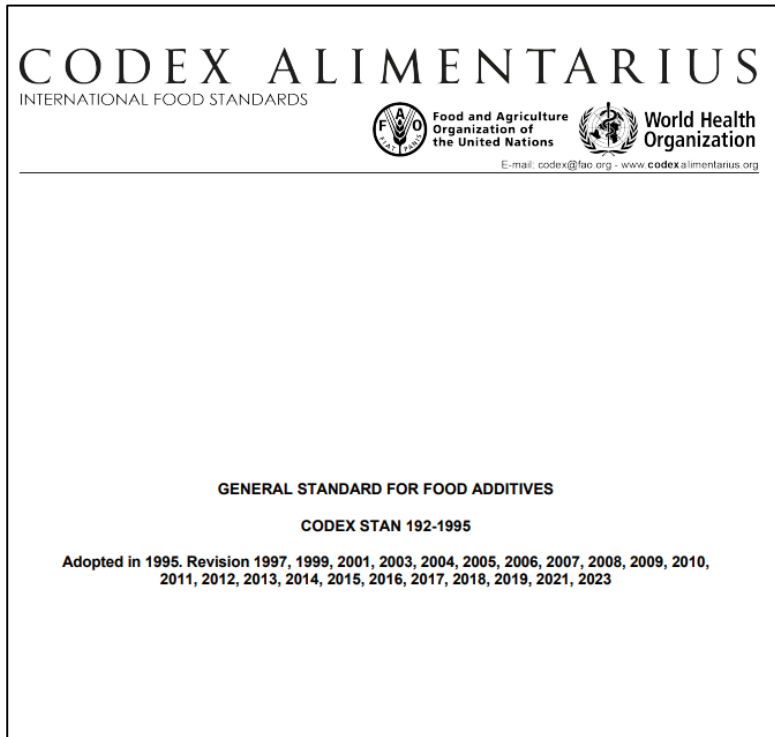 CODEX ALIMENTARIUS
INTERNATIONAL FOOD STANDARDS
FAO
FIAT PANIS
Food and Agriculture
Organization of
the United Nations
World Health
Organization
E-mail: codex@fao.org - www.codexalimentarius.org
GENERAL STANDARD FOR FOOD ADDITIVES
CODEX STAN 192-1995
Adopted in 1995. Revision 1997, 1999, 2001, 2003, 2004, 2005, 2006, 2007, 2008, 2009, 2010,
2011, 2012, 2013, 2014, 2015, 2016, 2017, 2018, 2019, 2021, 2023